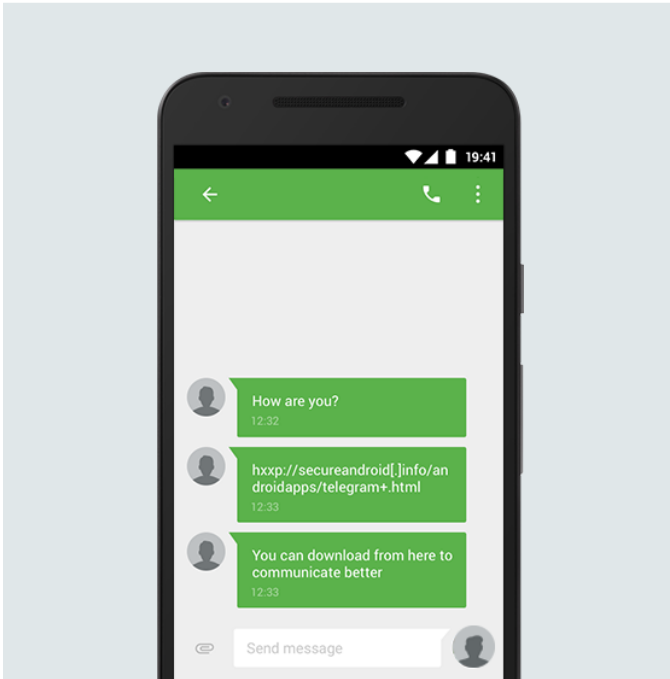 19:41
How are you?
12:32
hxxp://secureandroid[.]info/an
droidapps/telegram+.html
12:33
You can download from here to
communicate better
12:33
Send message